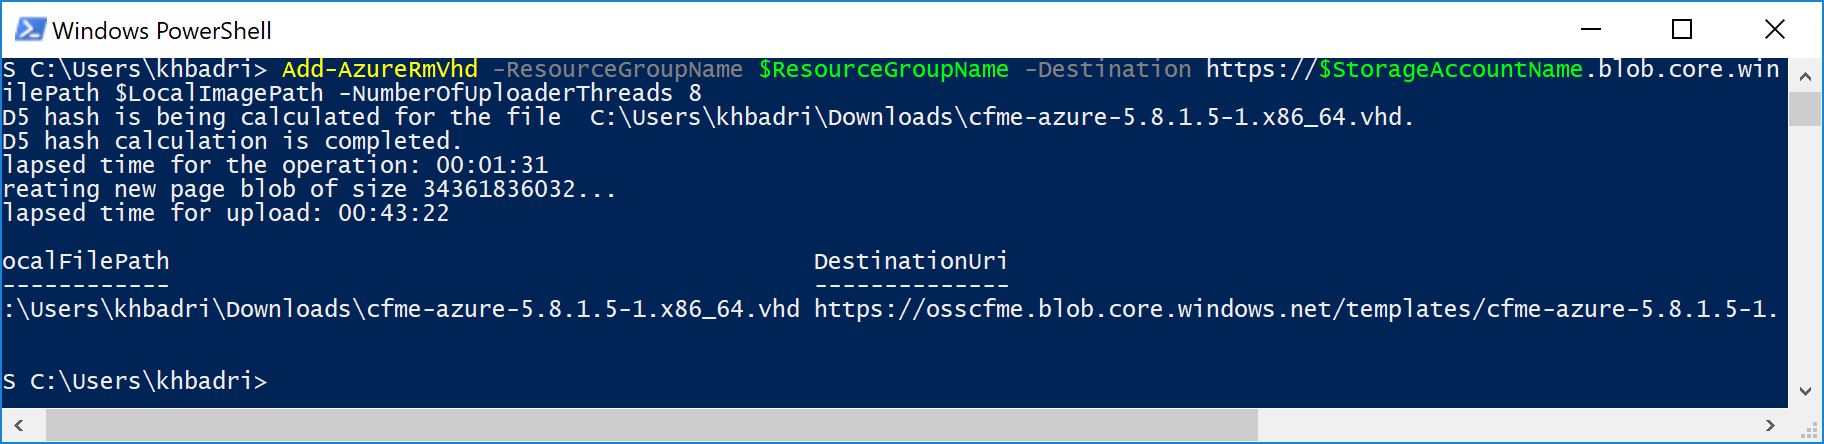 Windows PowerShell
S C:\Users\khbadri> Add-AzureRmVhd -ResourceGroupName $ResourceGroupName -Destination https://$StorageAccountName.blob.core.win
ilePath $LocalImagePath -NumberOfUploaderThreads 8
D5 hash is being calculated for the file  C:\Users\khbadri\Downloads\cfme-azure-5.8.1.5-1.x86_64.vhd.
D5 hash calculation is completed.
lapsed time for the operation: 00:01:31
reating new page blob of size 34361836032...
lapsed time for upload: 00:43:22
ocalFilePath DestinationUri
------------ --------------
:\Users\khbadri\Downloads\cfme-azure-5.8.1.5-1.x86_64.vhd https://osscfme.blob.core.windows.net/templates/cfme-azure-5.8.1.5-1.
S C:\Users\khbadri>